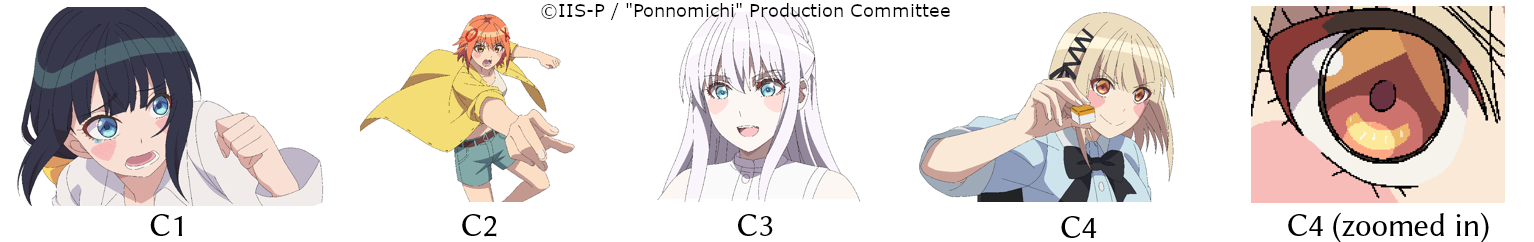 ©IIS-P / "Ponnomichi" Production Committee
C1
C2
C3
C4
C4 (zoomed in)